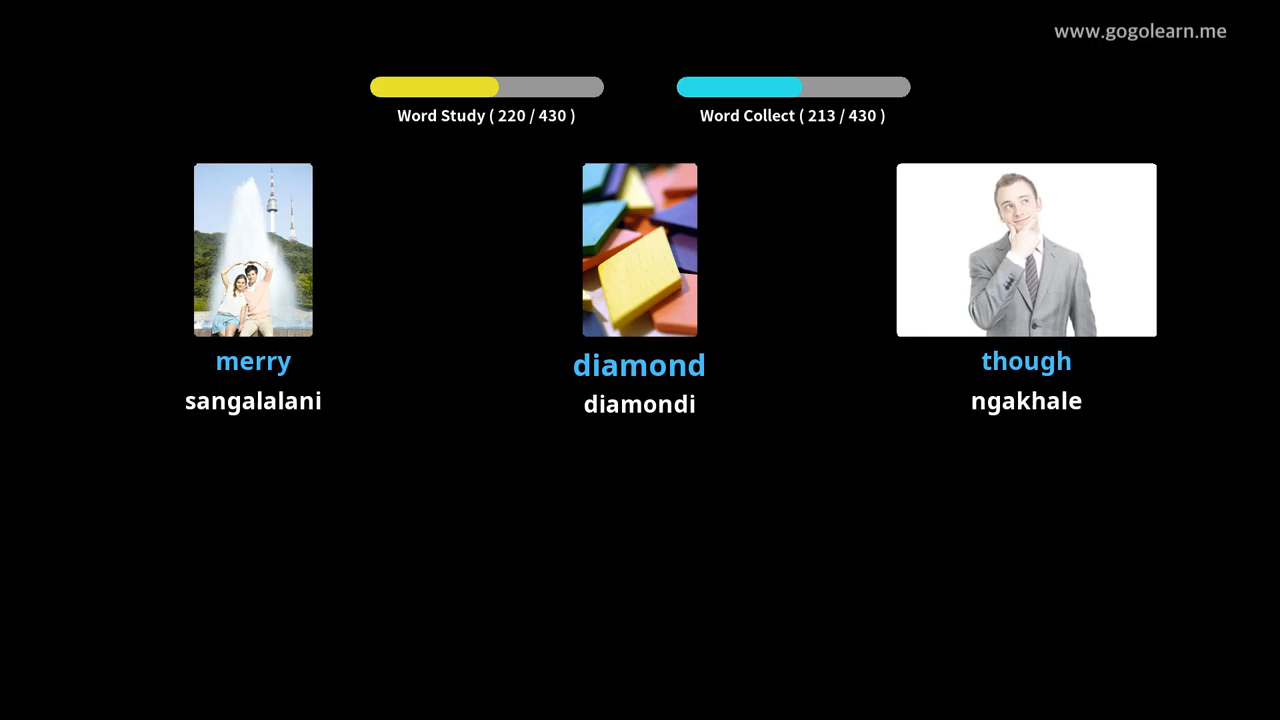 www.gogolearn.me
Word Study ( 220 / 430 )
Word Collect ( 213 / 430 )
merry
diamond
though
sangalalani
diamondi
ngakhale